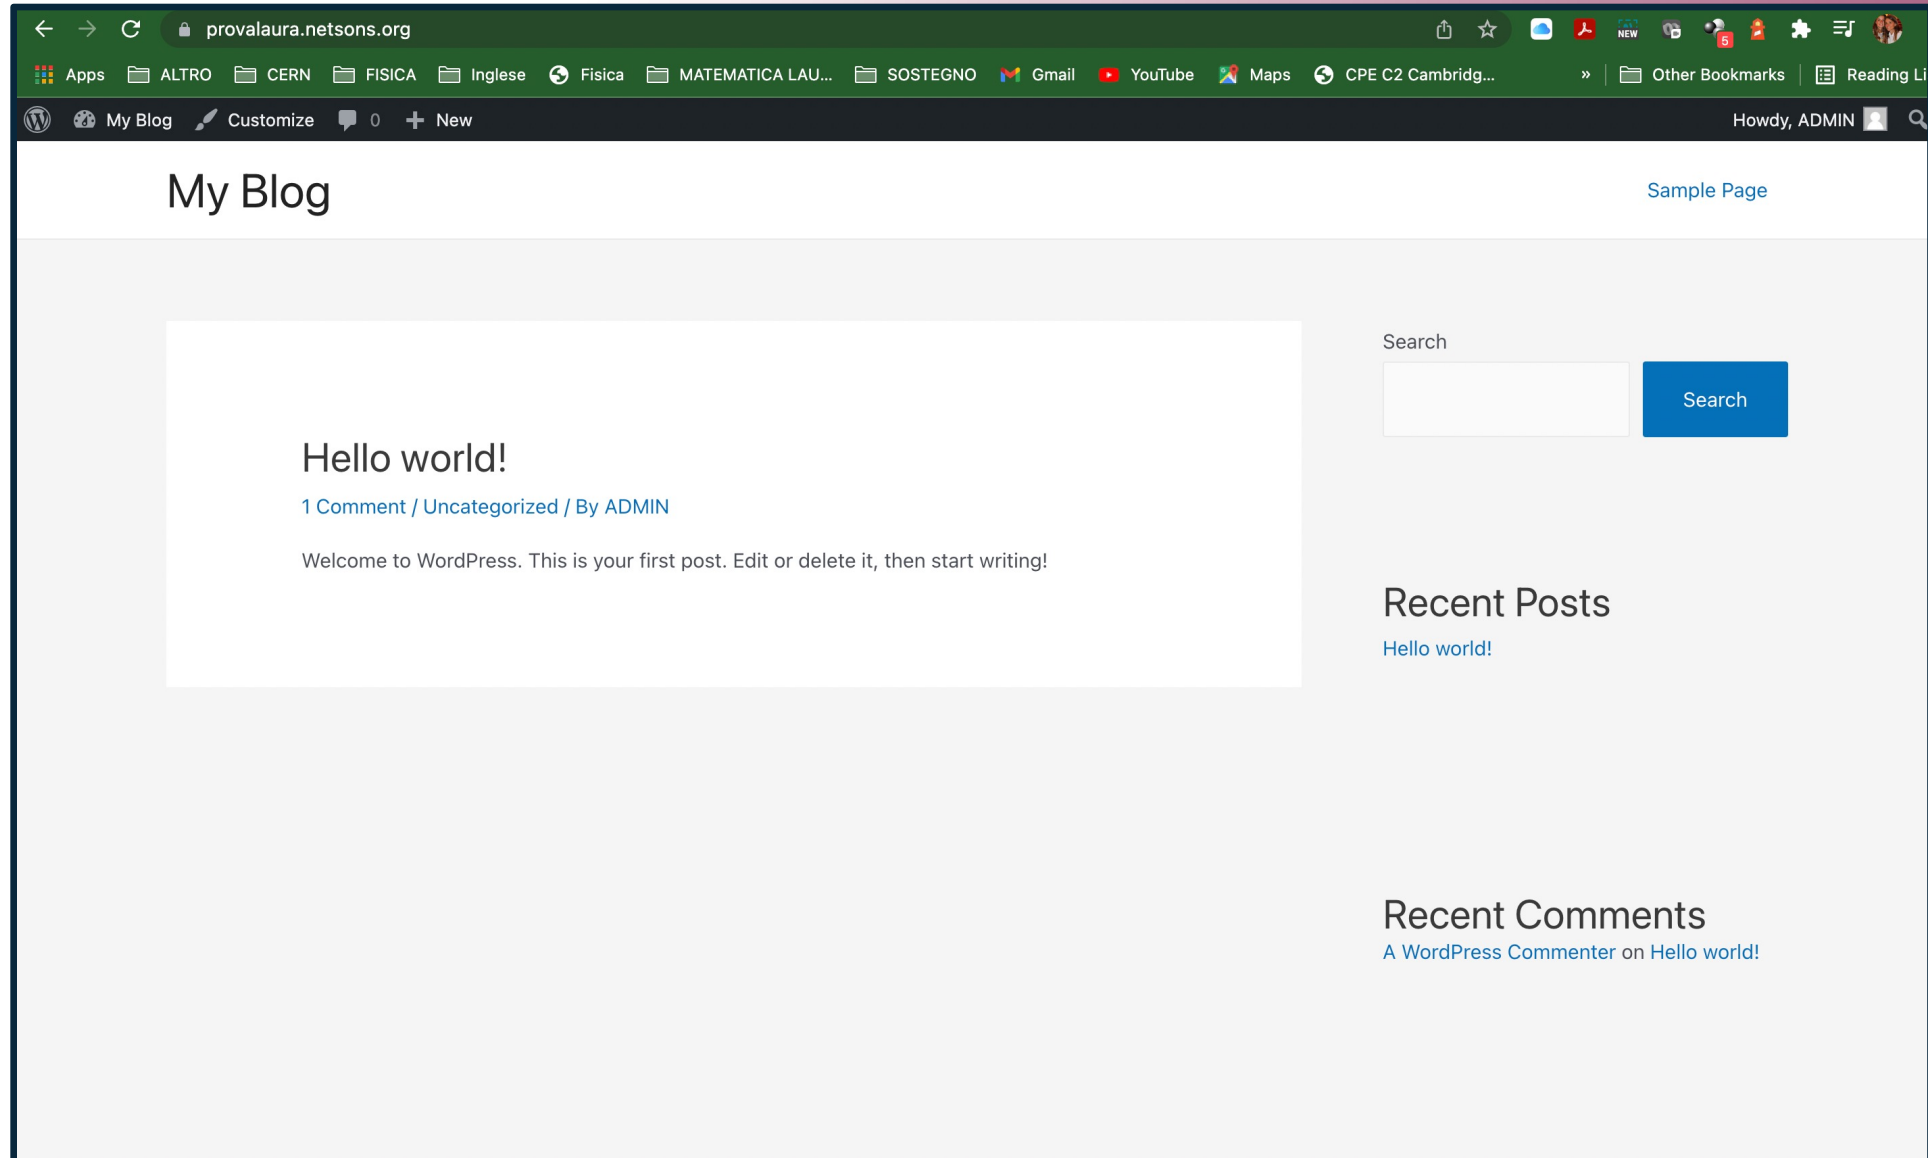 provalaura.netsons.org
NEW
5
Apps ALTRO CERN FISICA Inglese Fisica MATEMATICA LAU... SOSTEGNO Gmail YouTube Maps CPE C2 Cambridg... » Other Bookmarks Reading Li
My Blog Customize 0 + New Howdy, ADMIN
My Blog
Sample Page
Hello world!
1 Comment / Uncategorized / By ADMIN
Welcome to WordPress. This is your first post. Edit or delete it, then start writing!
Search
Search
Recent Posts
Hello world!
Recent Comments
A WordPress Commenter on Hello world!